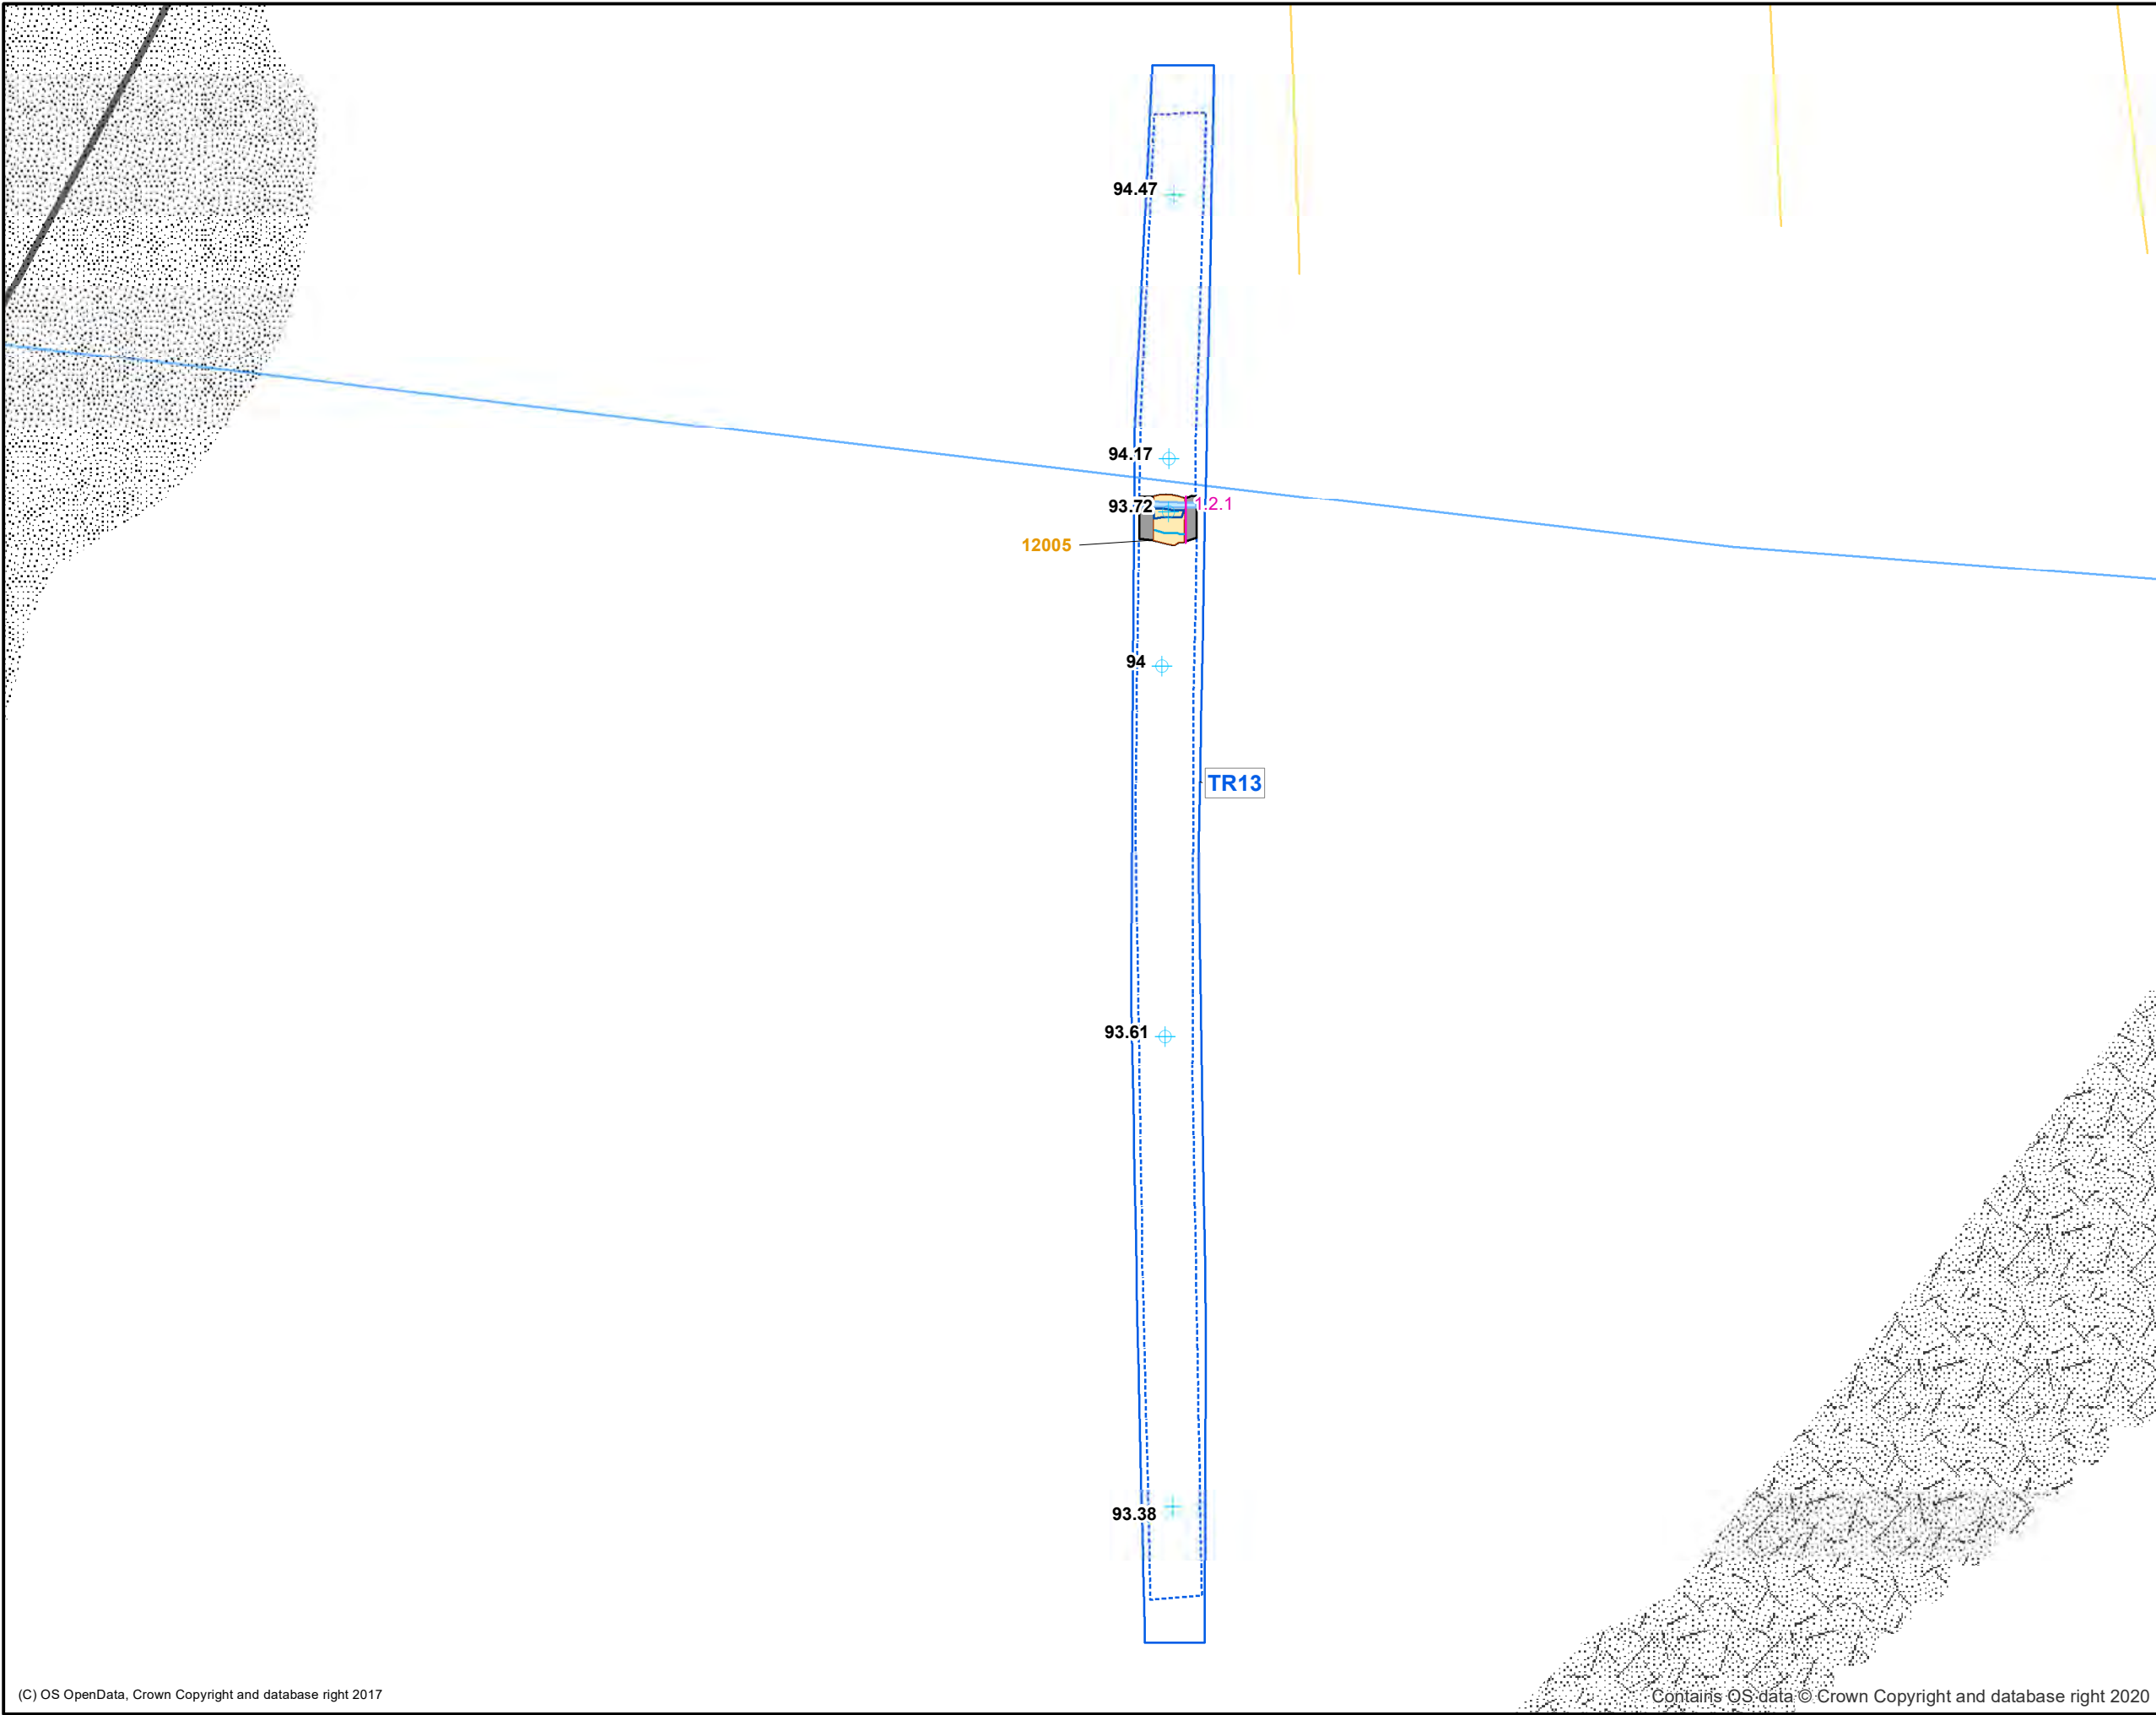 94.47
94.17
93.72
1.2.1
12005
94
TR13
93.61
93.38
(C) OS OpenData, Crown Copyright and database right 2017
Contains OS data © Crown Copyright and database right 2020